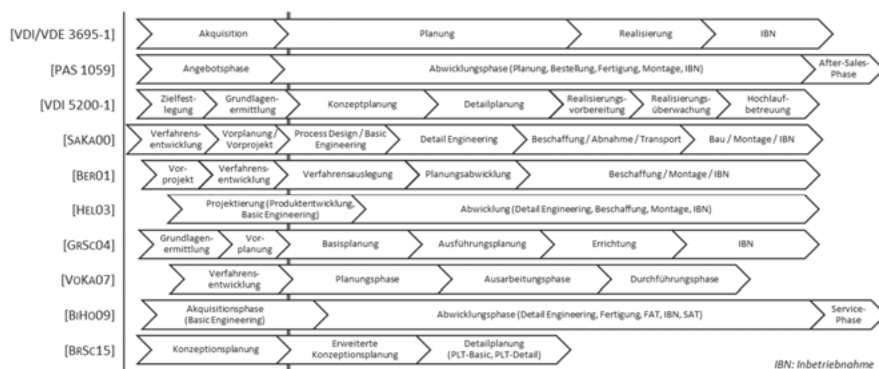 [VDI/VDE 3695-1] Akquisition Planung Realisierung IBN
[PAS 1059] Angebotsphase Abwicklungsphase (Planung, Bestellung, Fertigung, Montage, IBN) After-Sales-
Phase
[VDI 5200-1] Zielfest- Grundlagen- Konzeptplanung Detailplanung Realisierungs- Realisierungs- Hochlauf-
legung ermittlung vorbereitung überwachung betreuung
[SAKA00] Verfahrens- Vorplanung / Process Design / Basic Detail Engineering Beschaffung / Abnahme / Transport Bau / Montage / IBN
entwicklung Vorprojekt Engineering
[BER01] Vor- Verfahrens- Verfahrensauslegung Planungsabwicklung Beschaffung / Montage / IBN
projekt entwicklung
[HEL03] Projektierung (Produktentwicklung, Abwicklung (Detail Engineering, Beschaffung, Montage, IBN)
Basic Engineering)
[GRSC04] Grundlagen- Vor- Basisplanung Ausführungsplanung Errichtung IBN
ermittlung planung
[VOKA07] Verfahrens- Planungsphase Ausarbeitungsphase Durchführungsphase
entwicklung
[BIHO09] Akquisitionsphase Abwicklungsphase (Detail Engineering, Fertigung, FAT, IBN, SAT) Service-
(Basic Engineering) Phase
[BRSC15] Konzeptionsplanung Erweiterte Detailplanung
Konzeptionsplanung (PLT-Basic, PLT-Detail)
IBN: Inbetriebnahme